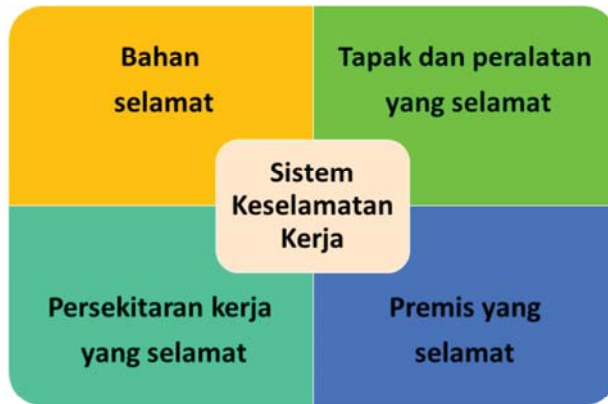 Bahan
selamat
Tapak dan peralatan
yang selamat
Sistem
Keselamatan
Kerja
Persekitaran kerja
yang selamat
Premis yang
selamat